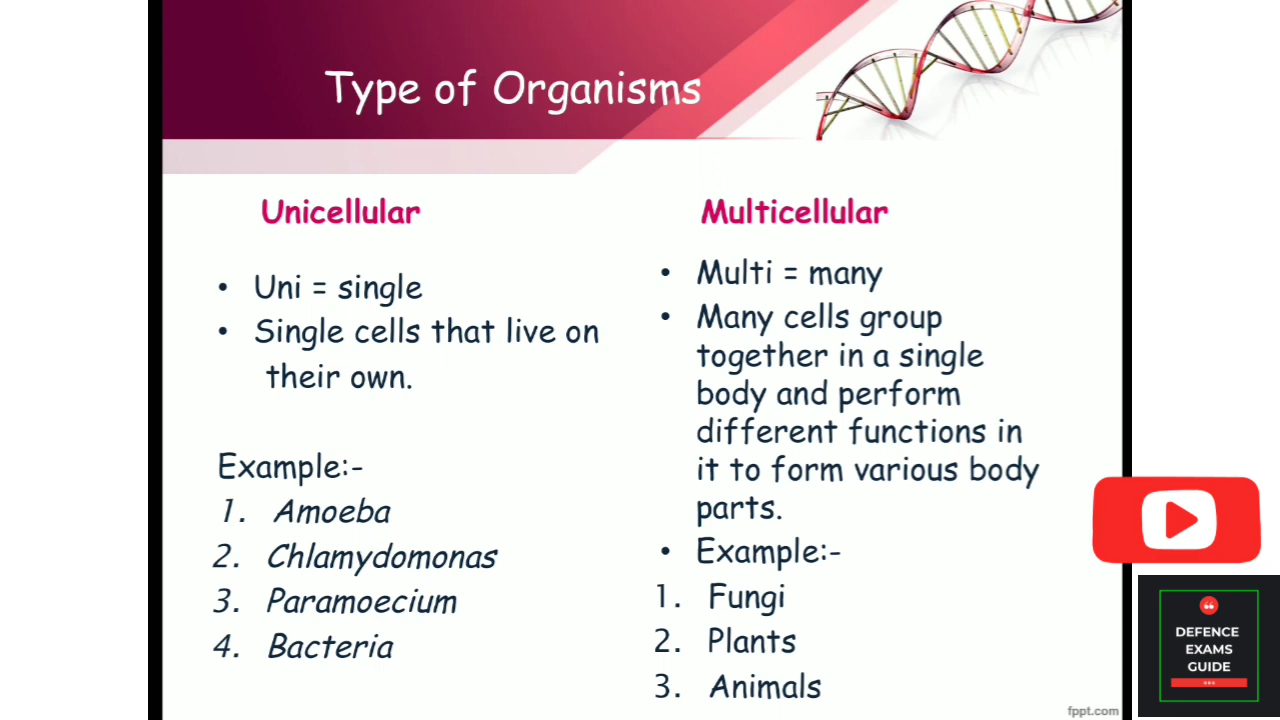 Type of Organisms
Unicellular
• Uni = single
• Single cells that live on
their own.
Example:-
1. Amoeba
2. Chlamydomonas
3. Paramoecium
4. Bacteria
Multicellular
• Multi = many
• Many cells group
together in a single
body and perform
different functions in
it to form various body
parts.
• Example:-
1. Fungi
2. Plants
3. Animals
DEFENCE
EXAMS
GUIDE
fppt.com